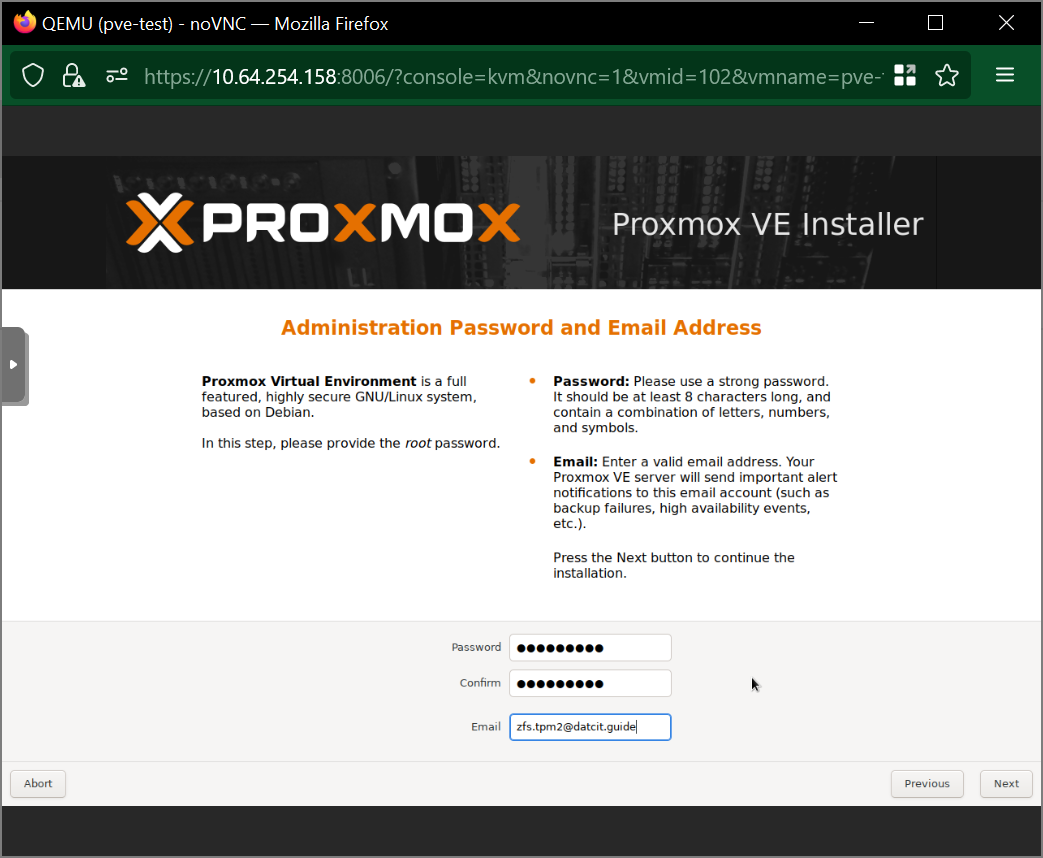 QEMU (pve-test) - noVNC — Mozilla Firefox
https://10.64.254.158:8006/?console=kvm&novnc=1&vmid=102&vmname=pve-
PROXMOX
Proxmox VE Installer
Administration Password and Email Address
Proxmox Virtual Environment is a full
featured, highly secure GNU/Linux system,
based on Debian.
In this step, please provide the root password.
• Password: Please use a strong password.
It should be at least 8 characters long, and
contain a combination of letters, numbers,
and symbols.
• Email: Enter a valid email address. Your
Proxmox VE server will send important alert
notifications to this email account (such as
backup failures, high availability events,
etc.).
Press the Next button to continue the
installation.
Password ●●●●●●●●●
Confirm ●●●●●●●●●
Email zfs.tpm2@datcit.guide
Abort
Previous
Next